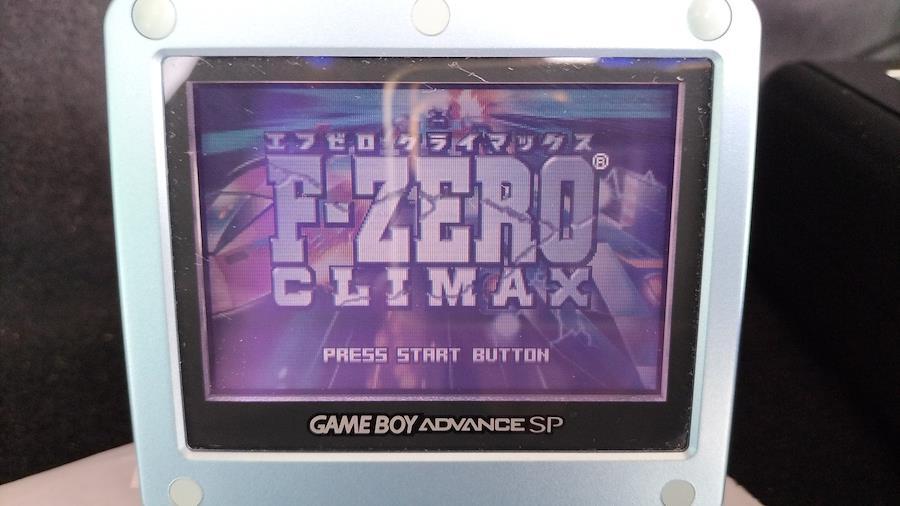 エフゼロ クライマックス
F-ZERO®
CLIMAX
PRESS START BUTTON
GAME BOY ADVANCE SP